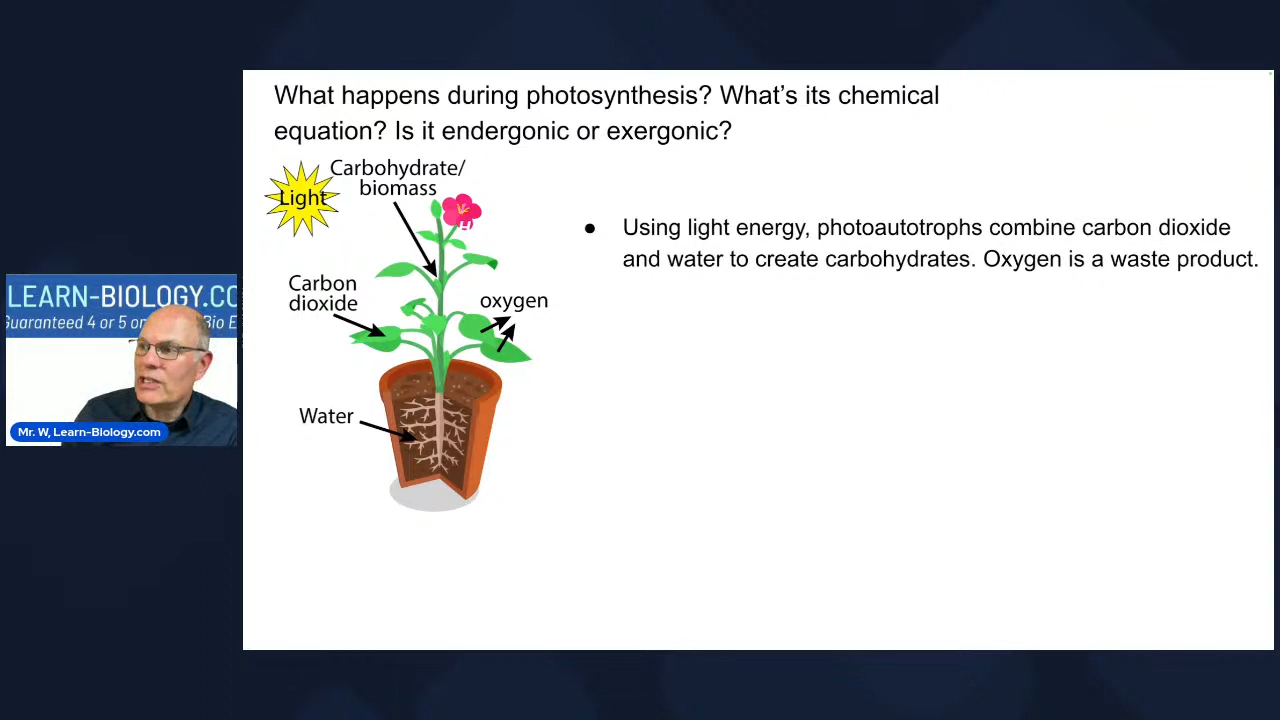 What happens during photosynthesis? What's its chemical
equation? Is it endergonic or exergonic?
Light
Carbohydrate/
biomass
H
Carbon
dioxide
oxygen
Water
● Using light energy, photoautotrophs combine carbon dioxide
and water to create carbohydrates. Oxygen is a waste product.
LEARN-BIOLOGY.CO
Guaranteed 4 or 5 on Bio E
Mr. W, Learn-Biology.com